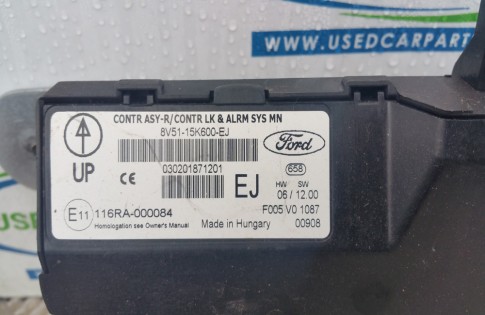 WWW.USEDCARPART
CONTR ASY-R/CONTR LK & ALRM SYS MN
8V51-15K600-EJ
Ford
UP
030201871201
CE
EJ
658
HW SW
06 / 12.00
E11 116RA-000084
F005 V0 1087
Homologation see Owner's Manual
Made in Hungary
00908